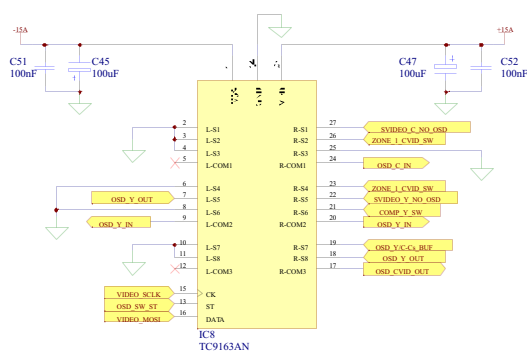 -15A
+15A
C51
100nF
C45
100uF
C47
100uF
C52
100nF
2 L-S1 R-S1 27 SVIDEO_C_NO_OSD
3 L-S2 R-S2 26 ZONE_1_CVID_SW
4 L-S3 R-S3 25
5 L-COM1 R-COM1 24 OSD_C_IN
6 L-S4 R-S4 23 ZONE_1_CVID_SW
OSD_Y_OUT 7 L-S5 R-S5 22 SVIDEO_Y_NO_OSD
8 L-S6 R-S6 21 COMP_Y_SW
OSD_Y_IN 9 L-COM2 R-COM2 20 OSD_Y_IN
10 L-S7 R-S7 19 OSD_Y/C-Cs_BUF
11 L-S8 R-S8 18 OSD_Y_OUT
12 L-COM3 R-COM3 17 OSD_CVID_OUT
VIDEO_SCLK 15 CK
OSD_SW_ST 13 ST
VIDEO_MOSI 16 DATA
IC8
TC9163AN